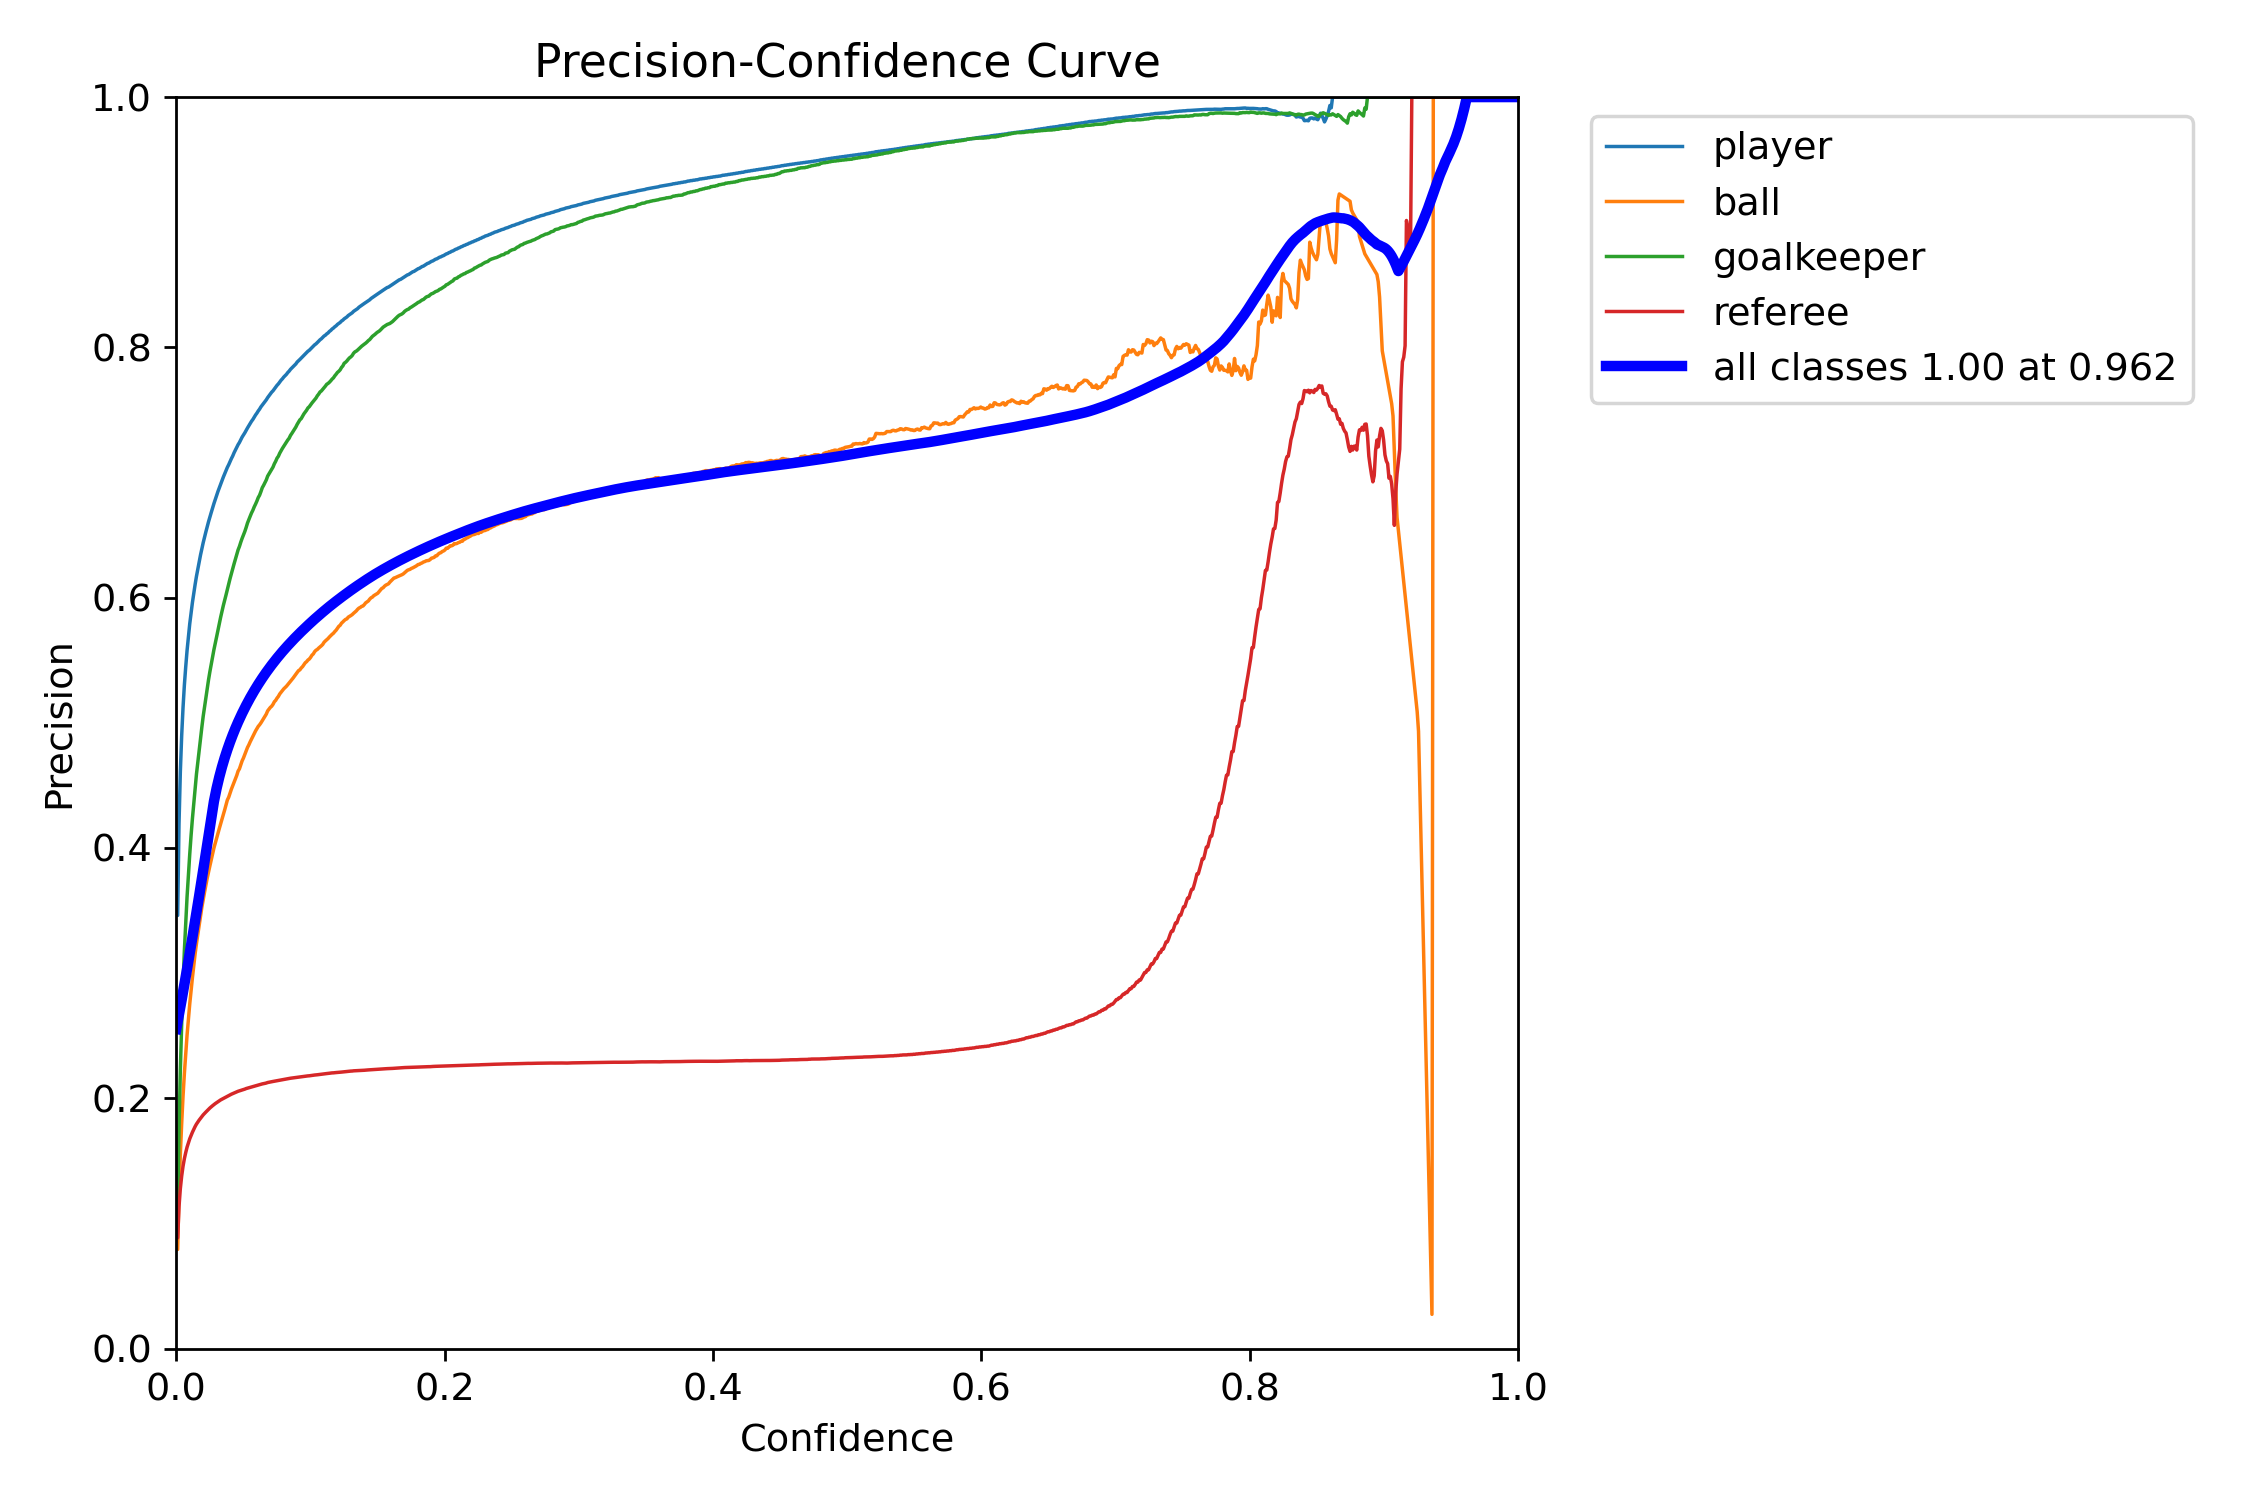 Precision-Confidence Curve
1.0
0.8
0.6
0.4
0.2
0.0
Precision
0.0 0.2 0.4 0.6 0.8 1.0
Confidence
player
ball
goalkeeper
referee
all classes 1.00 at 0.962